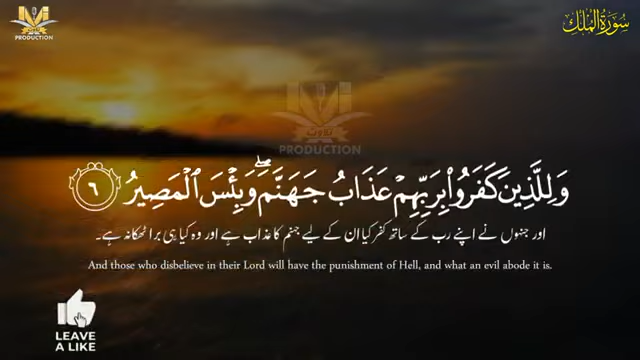 PRODUCTION
سُورَةُ الْمُلْك
PRODUCTION
وَلِلَّذِينَ كَفَرُوا۟ بِرَبِّهِمْ عَذَابُ جَهَنَّمَ ۖ وَبِئْسَ ٱلْمَصِيرُ ٦
اور جنہوں نے اپنے رب کے ساتھ کفر کیا ان کے لیے جہنم کا عذاب ہے اور وہ کیا ہی برا ٹھکانہ ہے۔
And those who disbelieve in their Lord will have the punishment of Hell, and what an evil abode it is.
LEAVE
A LIKE